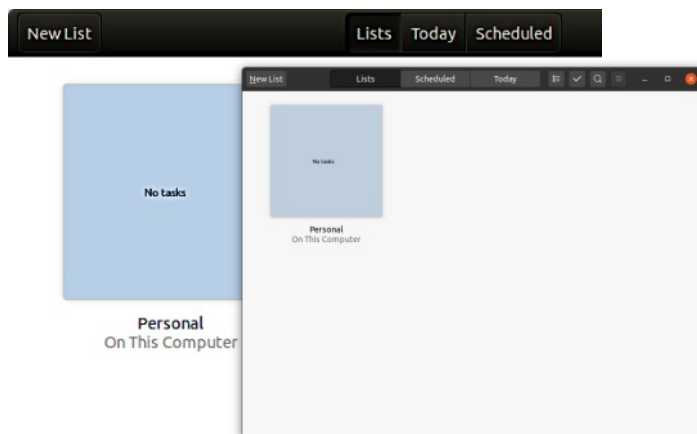 New List Lists Today Scheduled
No tasks
Personal
On This Computer
New List Lists Scheduled Today
No tasks
Personal
On This Computer